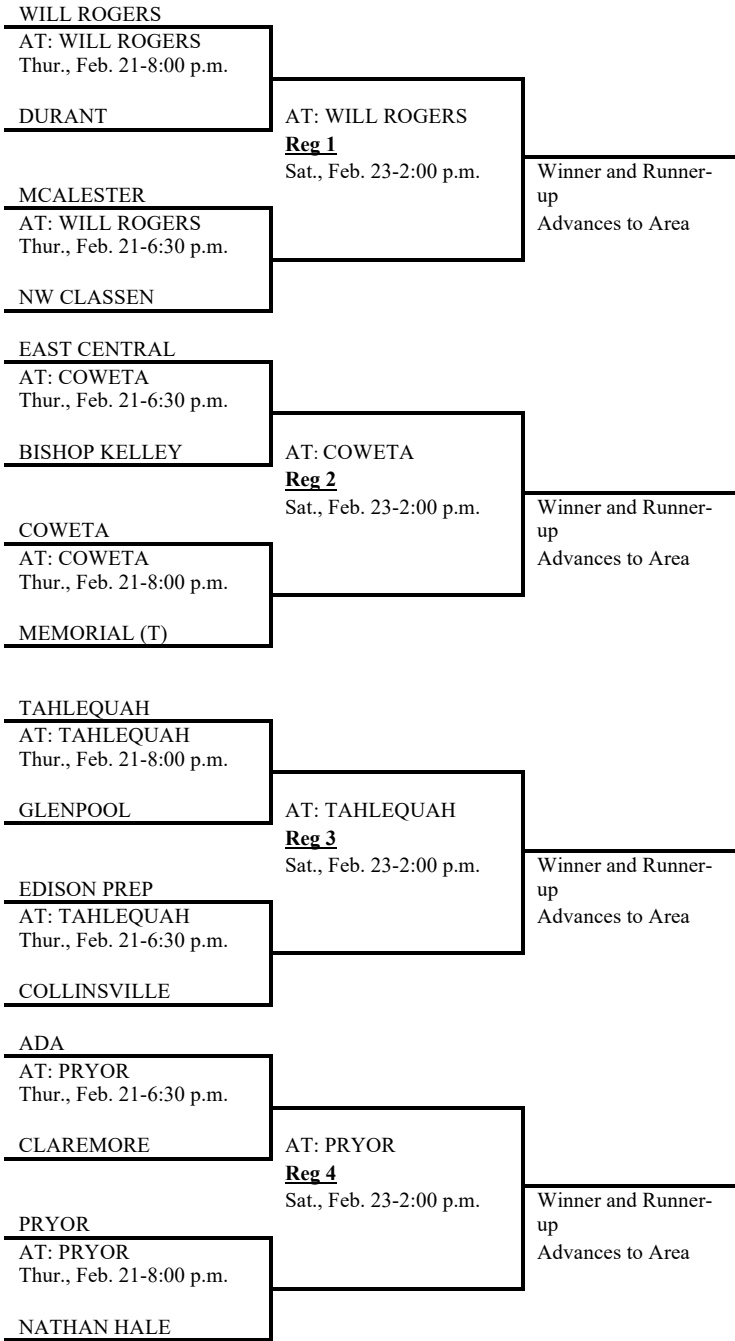 WILL ROGERS
AT: WILL ROGERS
Thur., Feb. 21-8:00 p.m.
DURANT
AT: WILL ROGERS
Reg 1
Sat., Feb. 23-2:00 p.m.
Winner and Runner-
up
Advances to Area
MCALESTER
AT: WILL ROGERS
Thur., Feb. 21-6:30 p.m.
NW CLASSEN
EAST CENTRAL
AT: COWETA
Thur., Feb. 21-6:30 p.m.
BISHOP KELLEY
AT: COWETA
Reg 2
Sat., Feb. 23-2:00 p.m.
Winner and Runner-
up
Advances to Area
COWETA
AT: COWETA
Thur., Feb. 21-8:00 p.m.
MEMORIAL (T)
TAHLEQUAH
AT: TAHLEQUAH
Thur., Feb. 21-8:00 p.m.
GLENPOOL
AT: TAHLEQUAH
Reg 3
Sat., Feb. 23-2:00 p.m.
Winner and Runner-
up
Advances to Area
EDISON PREP
AT: TAHLEQUAH
Thur., Feb. 21-6:30 p.m.
COLLINSVILLE
ADA
AT: PRYOR
Thur., Feb. 21-6:30 p.m.
CLAREMORE
AT: PRYOR
Reg 4
Sat., Feb. 23-2:00 p.m.
Winner and Runner-
up
Advances to Area
PRYOR
AT: PRYOR
Thur., Feb. 21-8:00 p.m.
NATHAN HALE